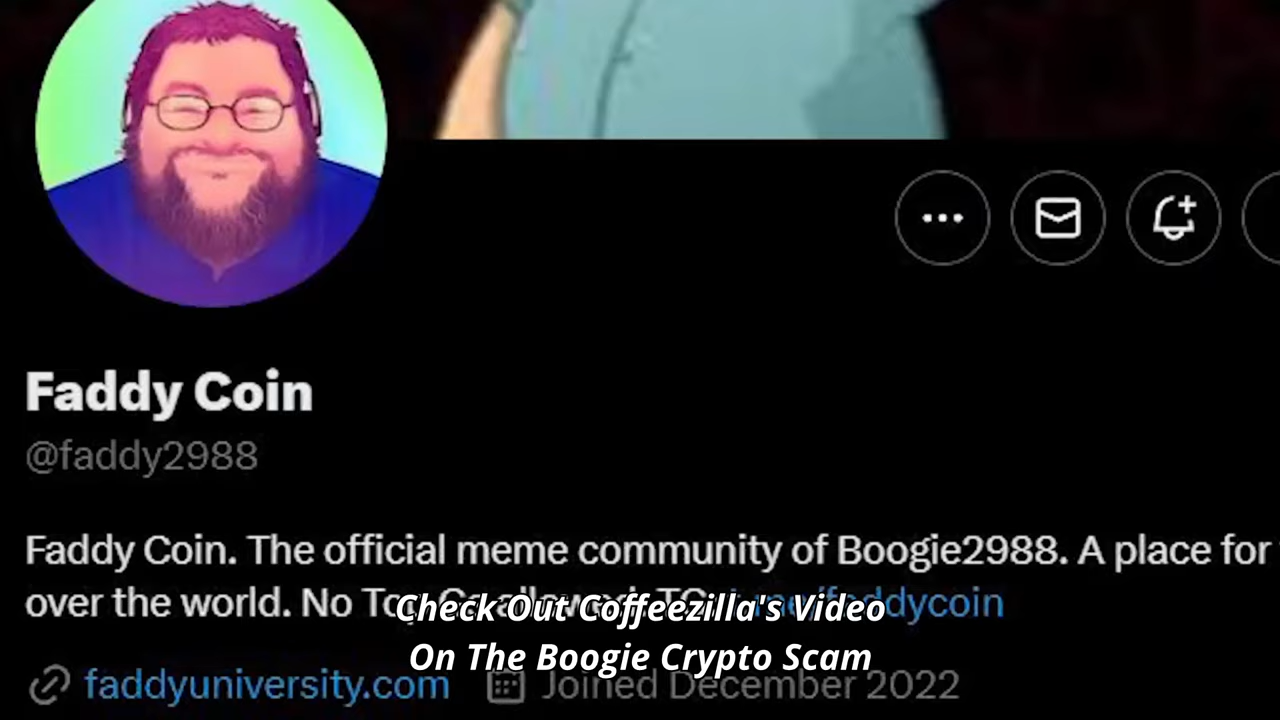 Faddy Coin
@faddy2988
Faddy Coin. The official meme community of Boogie2988. A place for
over the world. No
Check Out Coffeezilla's Video
On The Boogie Crypto Scam
faddyuniversity.com Joined December 2022